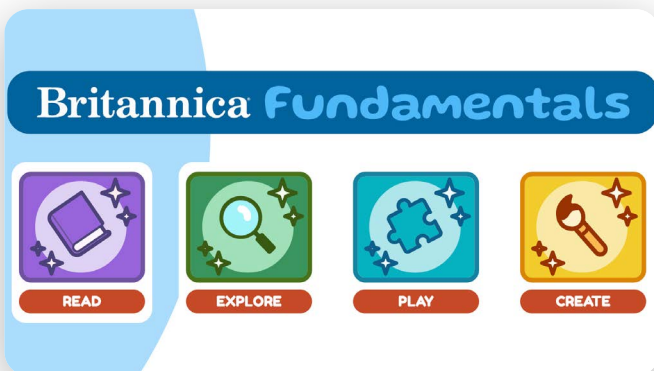 Britannica Fundamentals
READ
EXPLORE
PLAY
CREATE